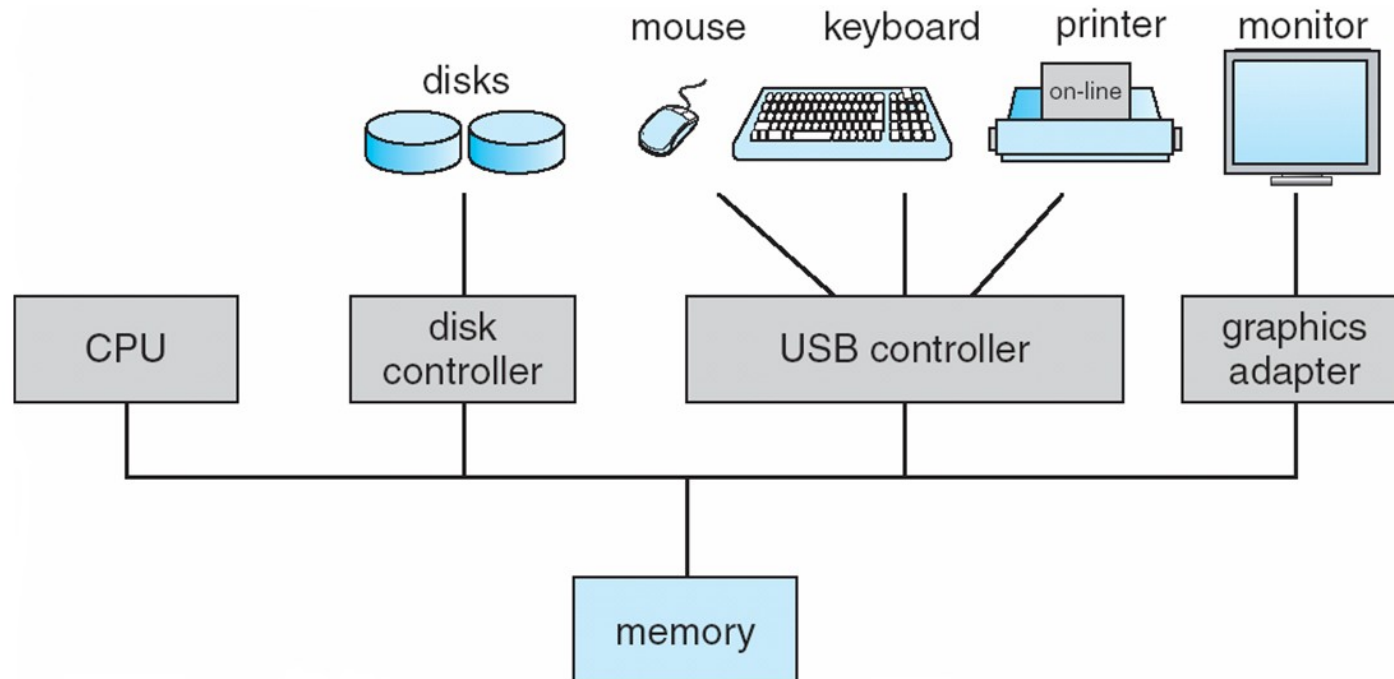 mouse
keyboard
printer
monitor
disks
on-line
CPU
disk
controller
USB controller
graphics
adapter
memory